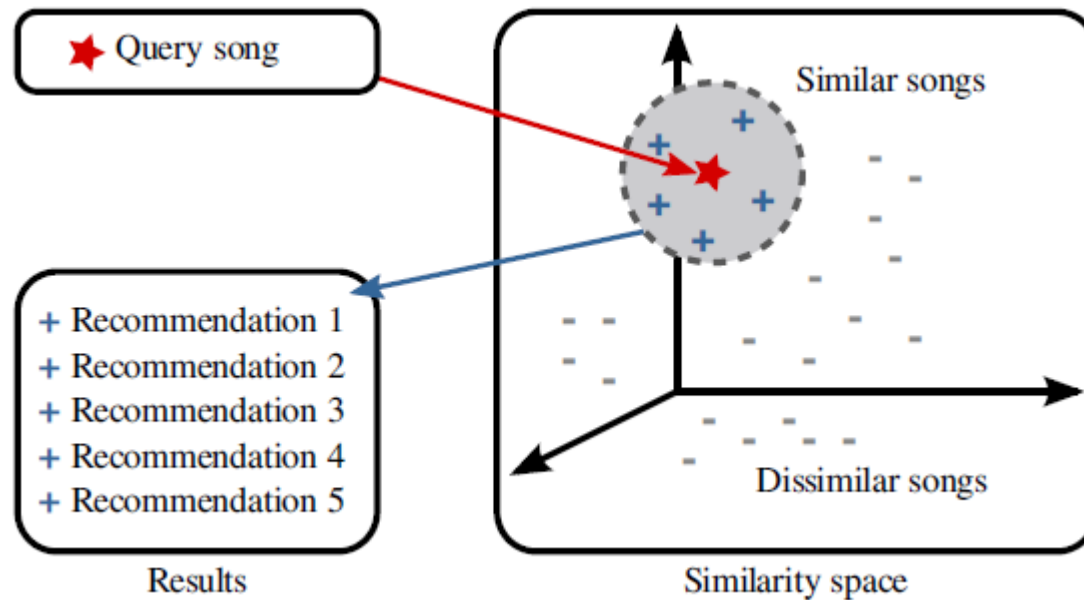 Query song
Similar songs
+ Recommendation 1
+ Recommendation 2
+ Recommendation 3
+ Recommendation 4
+ Recommendation 5
Dissimilar songs
Results
Similarity space